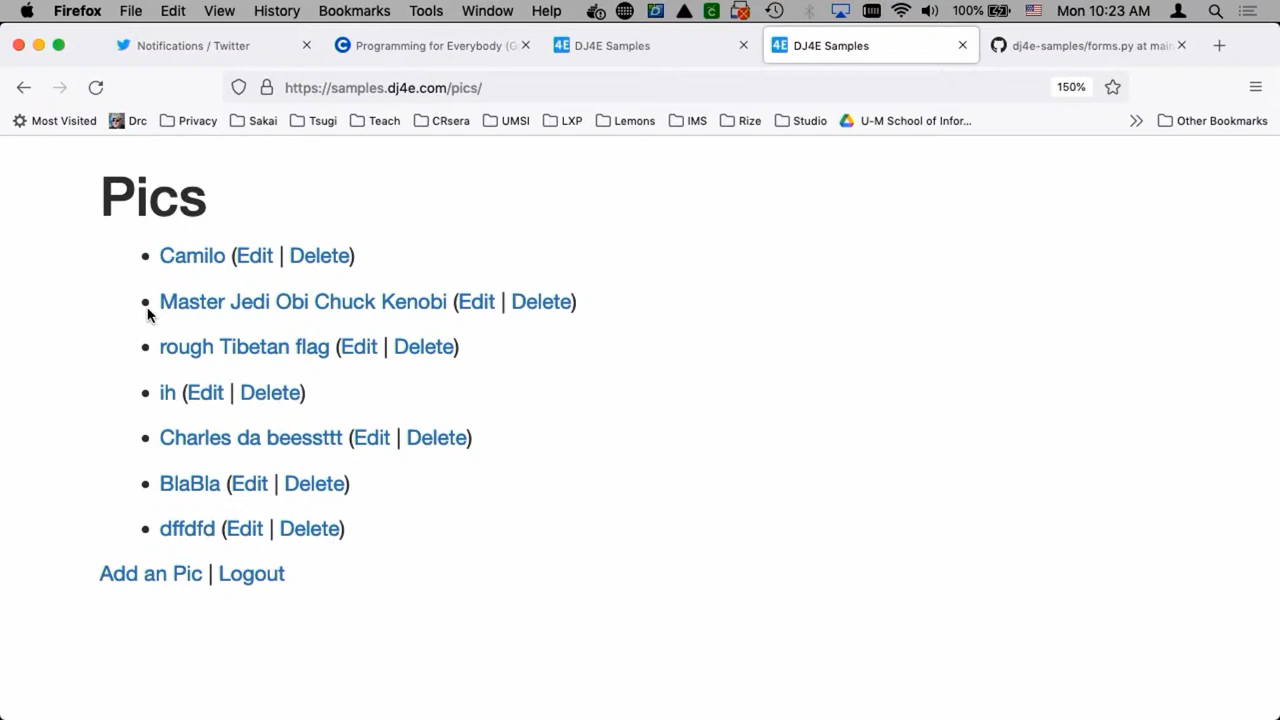 Firefox File Edit View History Bookmarks Tools Window Help 100% Mon 10:23 AM
Notifications / Twitter Programming for Everybody (G DJ4E Samples DJ4E Samples dj4e-samples/forms.py at main
https://samples.dj4e.com/pics/ 150%
Most Visited Drc Privacy Sakai Tsugi Teach CRsera UMSI LXP Lemons IMS Rize Studio U-M School of Infor... Other Bookmarks
Pics
Camilo (Edit | Delete)
Master Jedi Obi Chuck Kenobi (Edit | Delete)
rough Tibetan flag (Edit | Delete)
ih (Edit | Delete)
Charles da beessttt (Edit | Delete)
BlaBla (Edit | Delete)
dffdfd (Edit | Delete)
Add an Pic | Logout